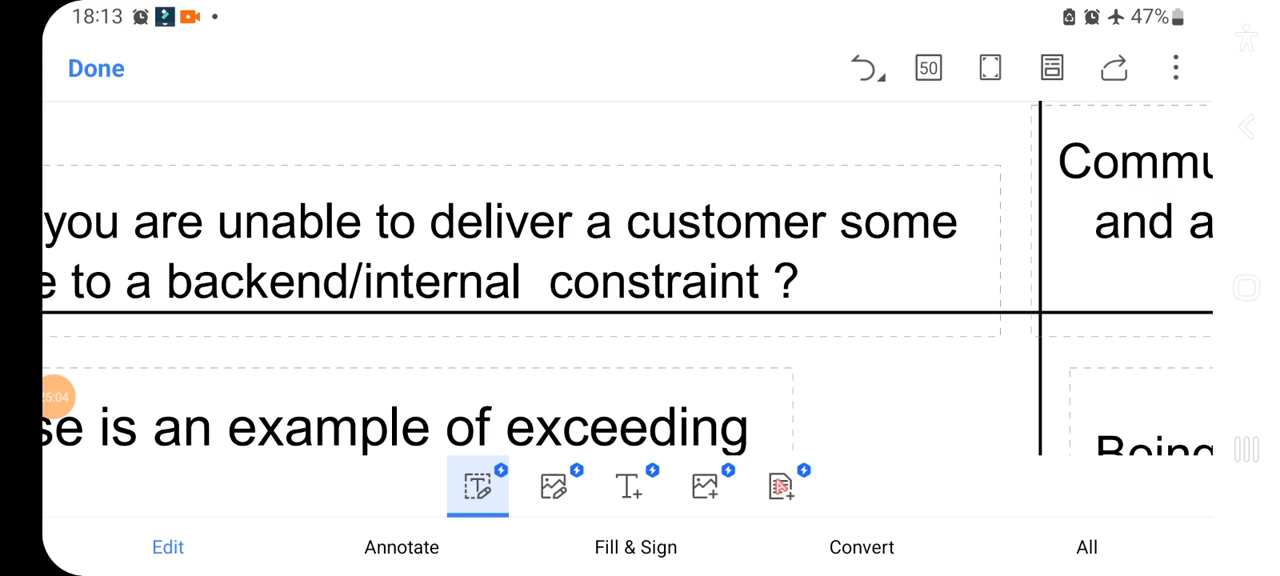 18:13
47%
Done
50
Commu
you are unable to deliver a customer some
and a
e to a backend/internal constraint ?
25:04
se is an example of exceeding
Being
Edit
Annotate
Fill & Sign
Convert
All